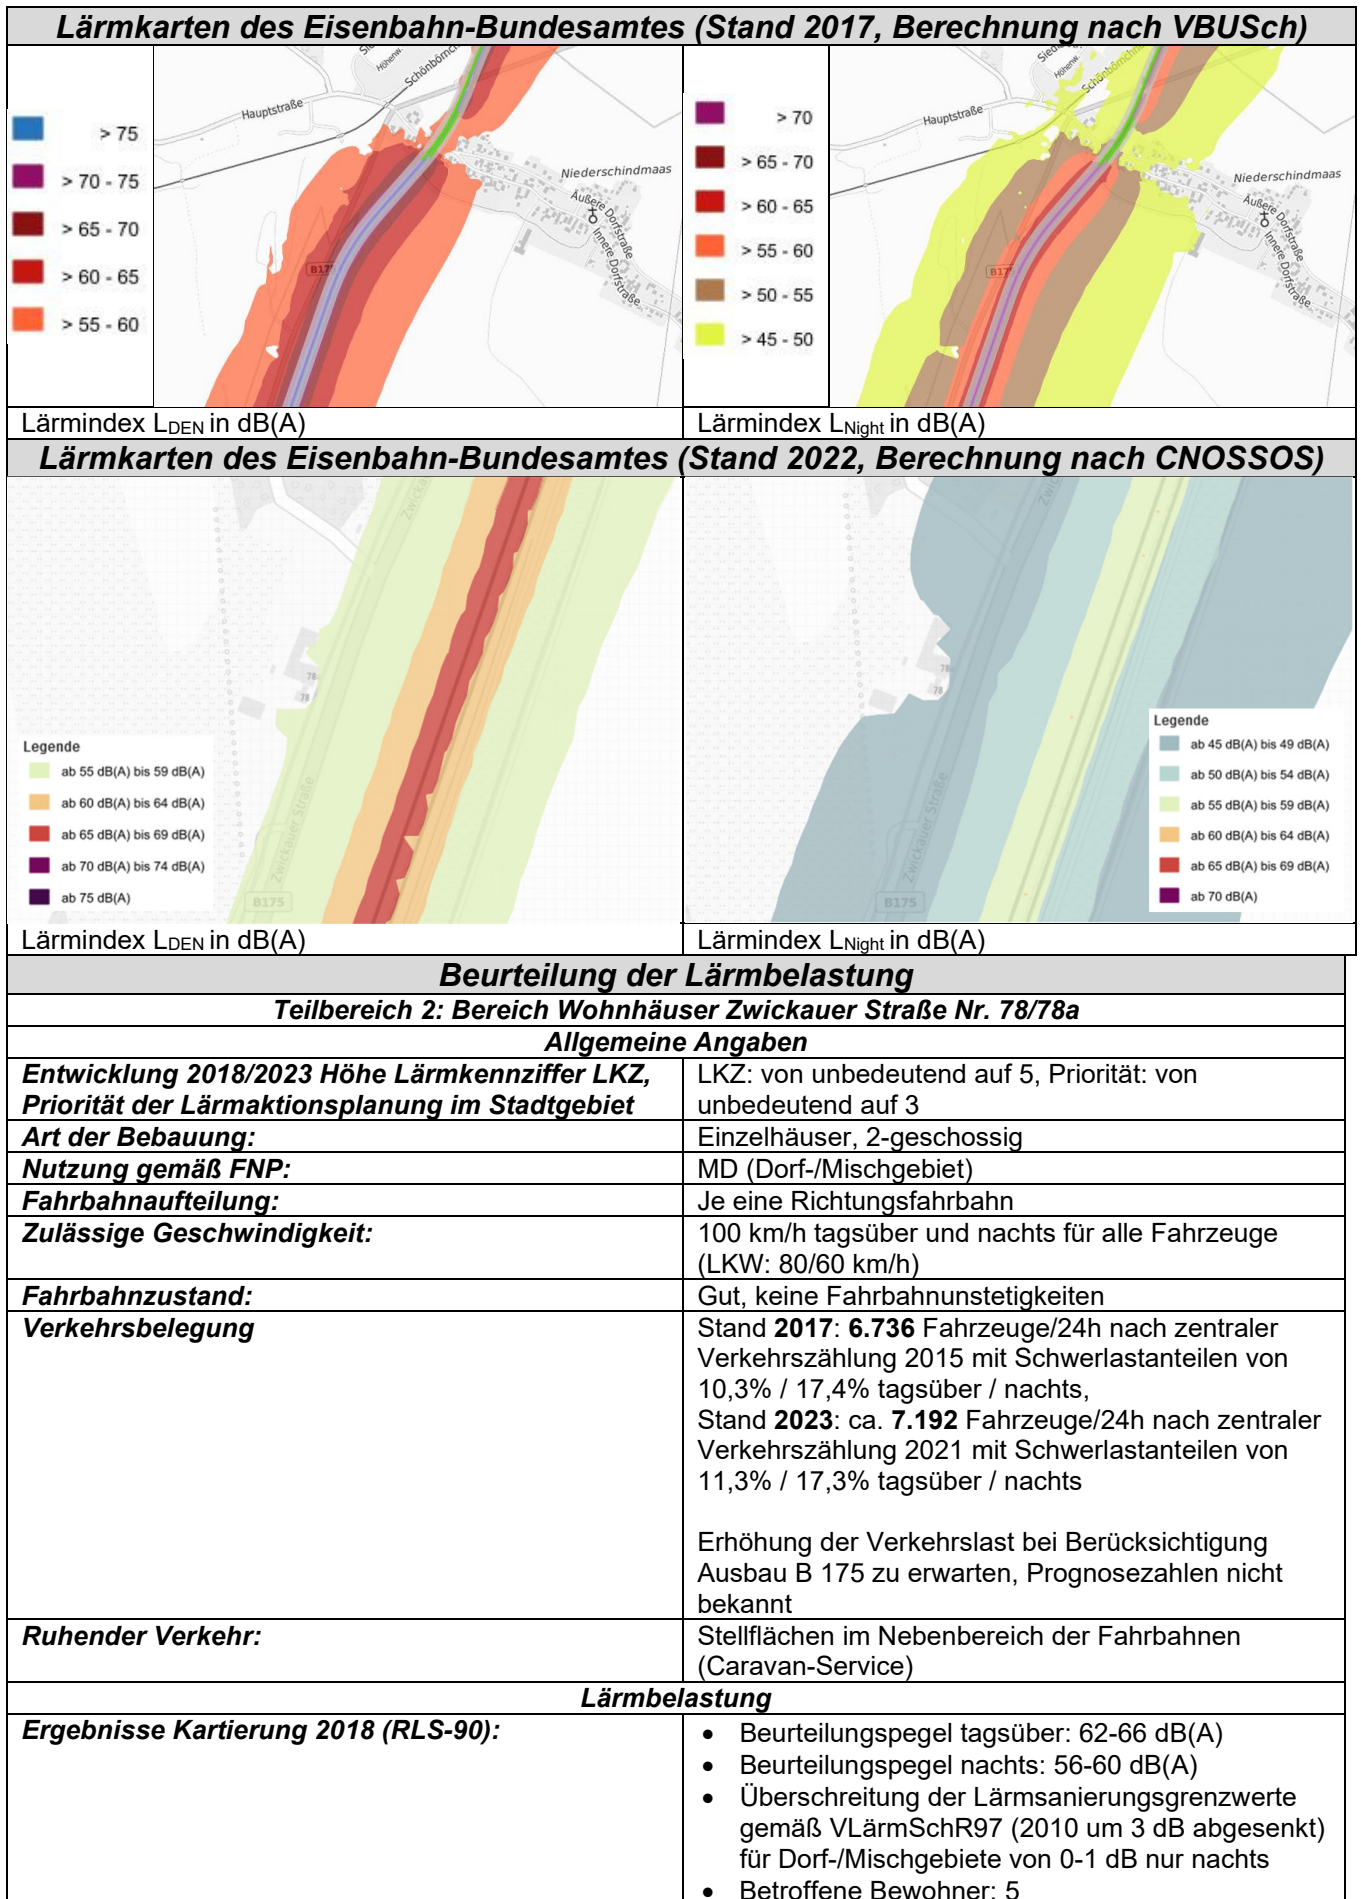 Lärmkarten des Eisenbahn-Bundesamtes (Stand 2017, Berechnung nach VBUSch)
> 75
> 70 - 75
> 65 - 70
> 60 - 65
> 55 - 60
Hauptstraße
Höhenw.
Niederschindmaas
Äußere Dorfstraße
Innere Dorfstraße
> 70
> 65 - 70
> 60 - 65
> 55 - 60
> 50 - 55
> 45 - 50
Hauptstraße
Höhenw.
Niederschindmaas
Äußere Dorfstraße
Innere Dorfstraße
Lärmindex LDEN in dB(A)
Lärmindex LNight in dB(A)
Lärmkarten des Eisenbahn-Bundesamtes (Stand 2022, Berechnung nach CNOSSOS)
78
78
Zwickauer Straße
B175
Legende
ab 55 dB(A) bis 59 dB(A)
ab 60 dB(A) bis 64 dB(A)
ab 65 dB(A) bis 69 dB(A)
ab 70 dB(A) bis 74 dB(A)
ab 75 dB(A)
78
78
Zwickauer Straße
B175
Legende
ab 45 dB(A) bis 49 dB(A)
ab 50 dB(A) bis 54 dB(A)
ab 55 dB(A) bis 59 dB(A)
ab 60 dB(A) bis 64 dB(A)
ab 65 dB(A) bis 69 dB(A)
ab 70 dB(A)
Lärmindex LDEN in dB(A)
Lärmindex LNight in dB(A)
Beurteilung der Lärmbelastung
Teilbereich 2: Bereich Wohnhäuser Zwickauer Straße Nr. 78/78a
Allgemeine Angaben
Entwicklung 2018/2023 Höhe Lärmkennziffer LKZ,
Priorität der Lärmaktionsplanung im Stadtgebiet
LKZ: von unbedeutend auf 5, Priorität: von
unbedeutend auf 3
Art der Bebauung:
Einzelhäuser, 2-geschossig
Nutzung gemäß FNP:
MD (Dorf-/Mischgebiet)
Fahrbahnaufteilung:
Je eine Richtungsfahrbahn
Zulässige Geschwindigkeit:
100 km/h tagsüber und nachts für alle Fahrzeuge
(LKW: 80/60 km/h)
Fahrbahnzustand:
Gut, keine Fahrbahnunstetigkeiten
Verkehrsbelegung
Stand 2017: 6.736 Fahrzeuge/24h nach zentraler
Verkehrszählung 2015 mit Schwerlastanteilen von
10,3% / 17,4% tagsüber / nachts,
Stand 2023: ca. 7.192 Fahrzeuge/24h nach zentraler
Verkehrszählung 2021 mit Schwerlastanteilen von
11,3% / 17,3% tagsüber / nachts
Erhöhung der Verkehrslast bei Berücksichtigung
Ausbau B 175 zu erwarten, Prognosezahlen nicht
bekannt
Ruhender Verkehr:
Stellflächen im Nebenbereich der Fahrbahnen
(Caravan-Service)
Lärmbelastung
Ergebnisse Kartierung 2018 (RLS-90):
• Beurteilungspegel tagsüber: 62-66 dB(A)
• Beurteilungspegel nachts: 56-60 dB(A)
• Überschreitung der Lärmsanierungsgrenzwerte
gemäß VLärmSchR97 (2010 um 3 dB abgesenkt)
für Dorf-/Mischgebiete von 0-1 dB nur nachts
• Betroffene Bewohner: 5